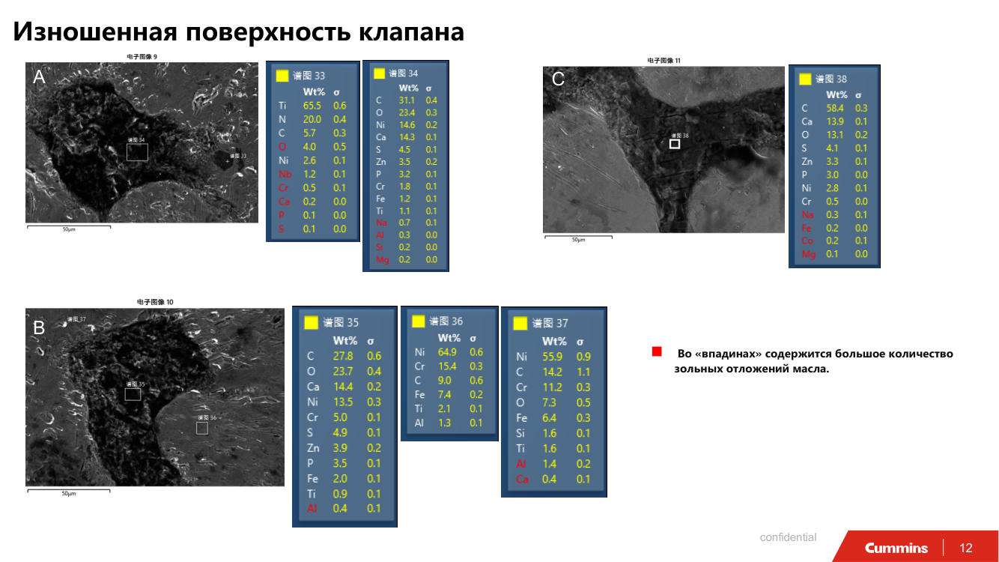 Изношенная поверхность клапана
电子图像 9
A
谱图 34
谱图 33
50μm
谱图 33
Wt% σ
Ti 65.5 0.6
N 20.0 0.4
C 5.7 0.3
O 4.0 0.5
Ni 2.6 0.1
Nb 1.2 0.1
Cr 0.5 0.1
Ca 0.2 0.0
P 0.1 0.0
S 0.1 0.0
谱图 34
Wt% σ
C 31.1 0.4
O 23.4 0.3
Ni 14.6 0.2
Ca 14.3 0.1
S 4.5 0.1
Zn 3.5 0.2
P 3.2 0.1
Cr 1.8 0.1
Fe 1.2 0.1
Ti 1.1 0.1
Na 0.7 0.1
Al 0.3 0.0
Si 0.2 0.0
Mg 0.2 0.0
电子图像 11
C
谱图 38
50μm
谱图 38
Wt% σ
C 58.4 0.3
Ca 13.9 0.1
O 13.1 0.2
S 4.1 0.1
Zn 3.3 0.1
P 3.0 0.0
Ni 2.8 0.1
Cr 0.5 0.0
Na 0.3 0.1
Fe 0.2 0.0
Co 0.2 0.1
Mg 0.1 0.0
电子图像 10
B
谱图 37
谱图 35
谱图 36
50μm
谱图 35
Wt% σ
C 27.8 0.6
O 23.7 0.4
Ca 14.4 0.2
Ni 13.5 0.3
Cr 5.0 0.1
S 4.9 0.1
Zn 3.9 0.2
P 3.5 0.1
Fe 2.0 0.1
Ti 0.9 0.1
Al 0.4 0.1
谱图 36
Wt% σ
Ni 64.9 0.6
Cr 15.4 0.3
C 9.0 0.6
Fe 7.4 0.2
Ti 2.1 0.1
Al 1.3 0.1
谱图 37
Wt% σ
Ni 55.9 0.9
C 14.2 1.1
Cr 11.2 0.3
O 7.3 0.5
Fe 6.4 0.3
Si 1.6 0.1
Ti 1.6 0.1
Al 1.4 0.2
Ca 0.4 0.1
Во «впадинах» содержится большое количество
зольных отложений масла.
confidential
Cummins
12